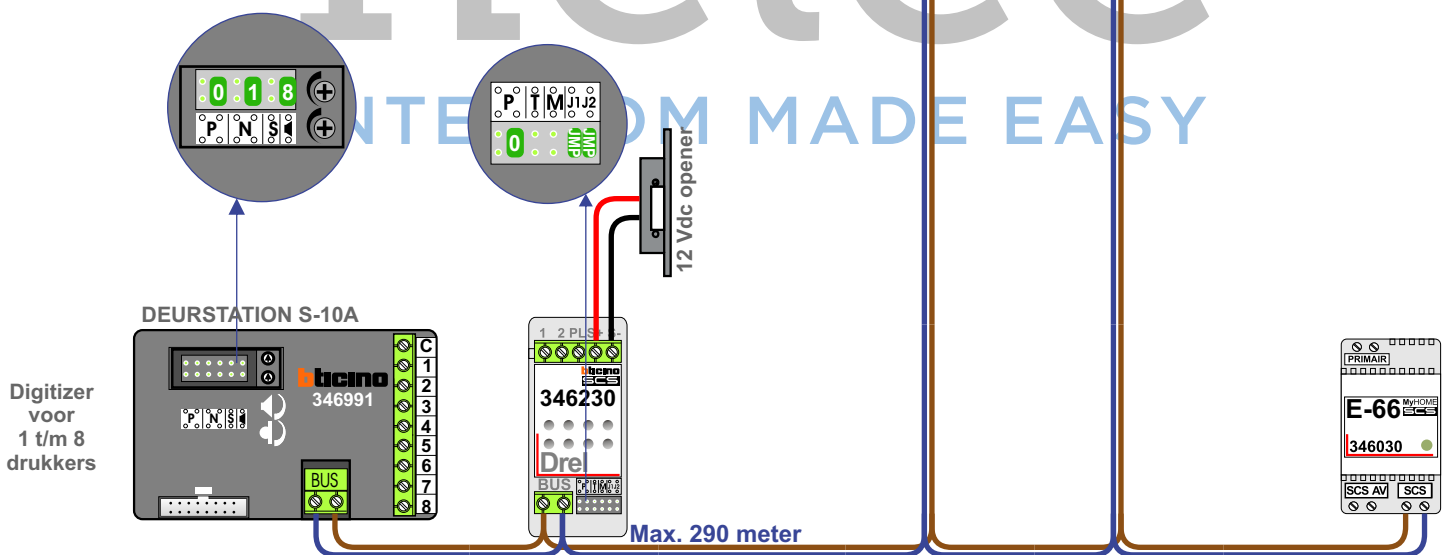 INTERCOM MADE EASY
0 1 8
P N S
P T M J1 J2
0 JMP JMP
12 Vdc opener
DEURSTATION S-10A
Digitizer
voor
1 t/m 8
drukkers
bticino
346991
P N S
BUS
C
1
2
3
4
5
6
7
8
1 2 PL S+ S-
bticino
SCS
346230
Drel
BUS
P T M J1 J2
Max. 290 meter
PRIMAIR
E-66 MyHOME
SCS
346030
SCS AV SCS